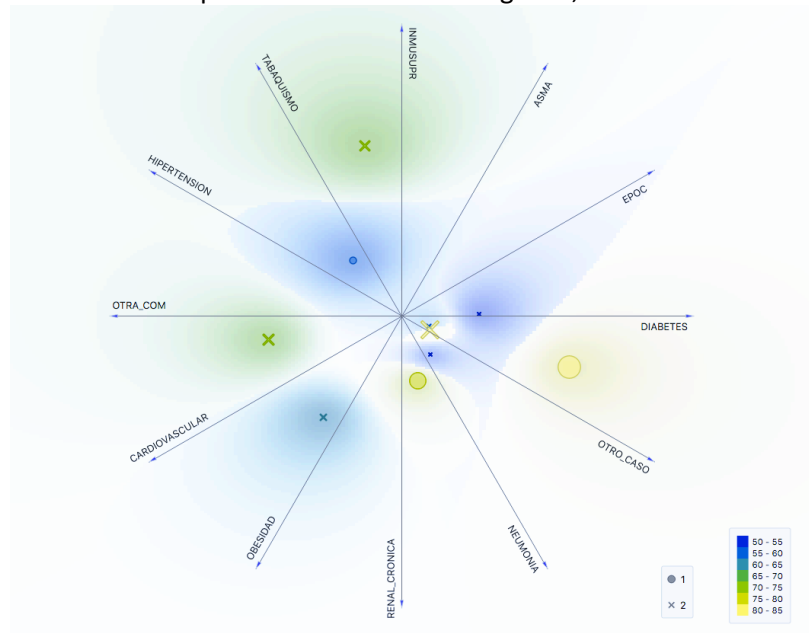 INMUSUPR
TABAQUISMO
ASMA
HIPERTENSION
EPOC
OTRA_COM
DIABETES
CARDIOVASCULAR
OTRO_CASO
OBESIDAD
NEUMONIA
RENAL_CRONICA
1
2
50 - 55
55 - 60
60 - 65
65 - 70
70 - 75
75 - 80
80 - 85